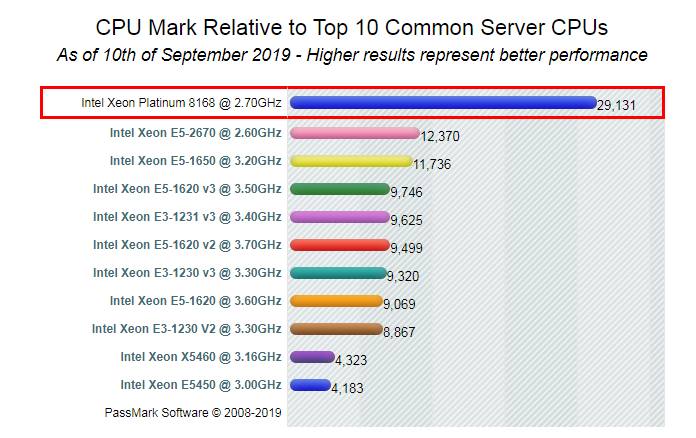 CPU Mark Relative to Top 10 Common Server CPUs
As of 10th of September 2019 - Higher results represent better performance
Intel Xeon Platinum 8168 @ 2.70GHz 29,131
Intel Xeon E5-2670 @ 2.60GHz 12,370
Intel Xeon E5-1650 @ 3.20GHz 11,736
Intel Xeon E5-1620 v3 @ 3.50GHz 9,746
Intel Xeon E3-1231 v3 @ 3.40GHz 9,625
Intel Xeon E5-1620 v2 @ 3.70GHz 9,499
Intel Xeon E3-1230 v3 @ 3.30GHz 9,320
Intel Xeon E5-1620 @ 3.60GHz 9,069
Intel Xeon E3-1230 V2 @ 3.30GHz 8,867
Intel Xeon X5460 @ 3.16GHz 4,323
Intel Xeon E5450 @ 3.00GHz 4,183
PassMark Software © 2008-2019